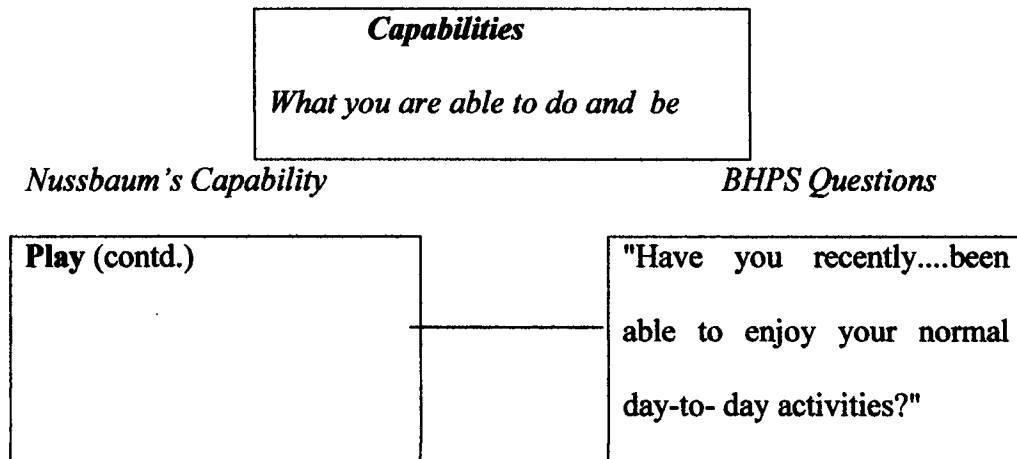 Capabilities
What you are able to do and be
Nussbaum's Capability
BHPS Questions
Play (contd.)
"Have you recently....been
able to enjoy your normal
day-to- day activities?"